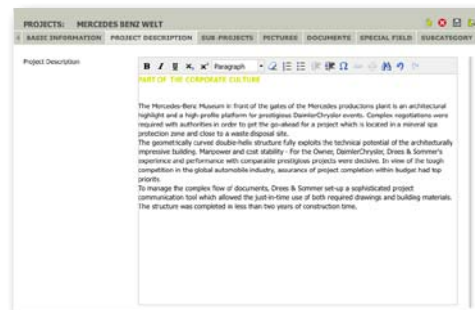 PROJECTS: MERCEDES BENZ WELT
BASIC INFORMATION PROJECT DESCRIPTION SUB PROJECTS PICTURES DOCUMENTS SPECIAL FIELD SUBCATEGORY
Project Description
B I U x, x' Paragraph Ω
PART OF THE CORPORATE CULTURE
The Mercedes-Benz Museum in front of the gates of the Mercedes productions plant is an architectural
highlight and a high-profile platform for prestigious DaimlerChrysler events. Complex negotiations were
required with authorities in order to get the go-ahead for a project which is located in a mineral spa
protection zone and close to a waste disposal site.
The geometrically curved double-helix structure fully exploits the technical potential of the architecturally
impressive building. Manpower and cost stability - For the Owner, DaimlerChrysler, Drees & Sommer's
experience and performance with comparable prestigious projects were decisive. In view of the tough
competition in the global automobile industry, assurance of project completion within budget had top
priority.
To manage the complex flow of documents, Drees & Sommer set-up a sophisticated project
communication tool which allowed the just-in-time use of both required drawings and building materials.
The structure was completed in less than two years of construction time.